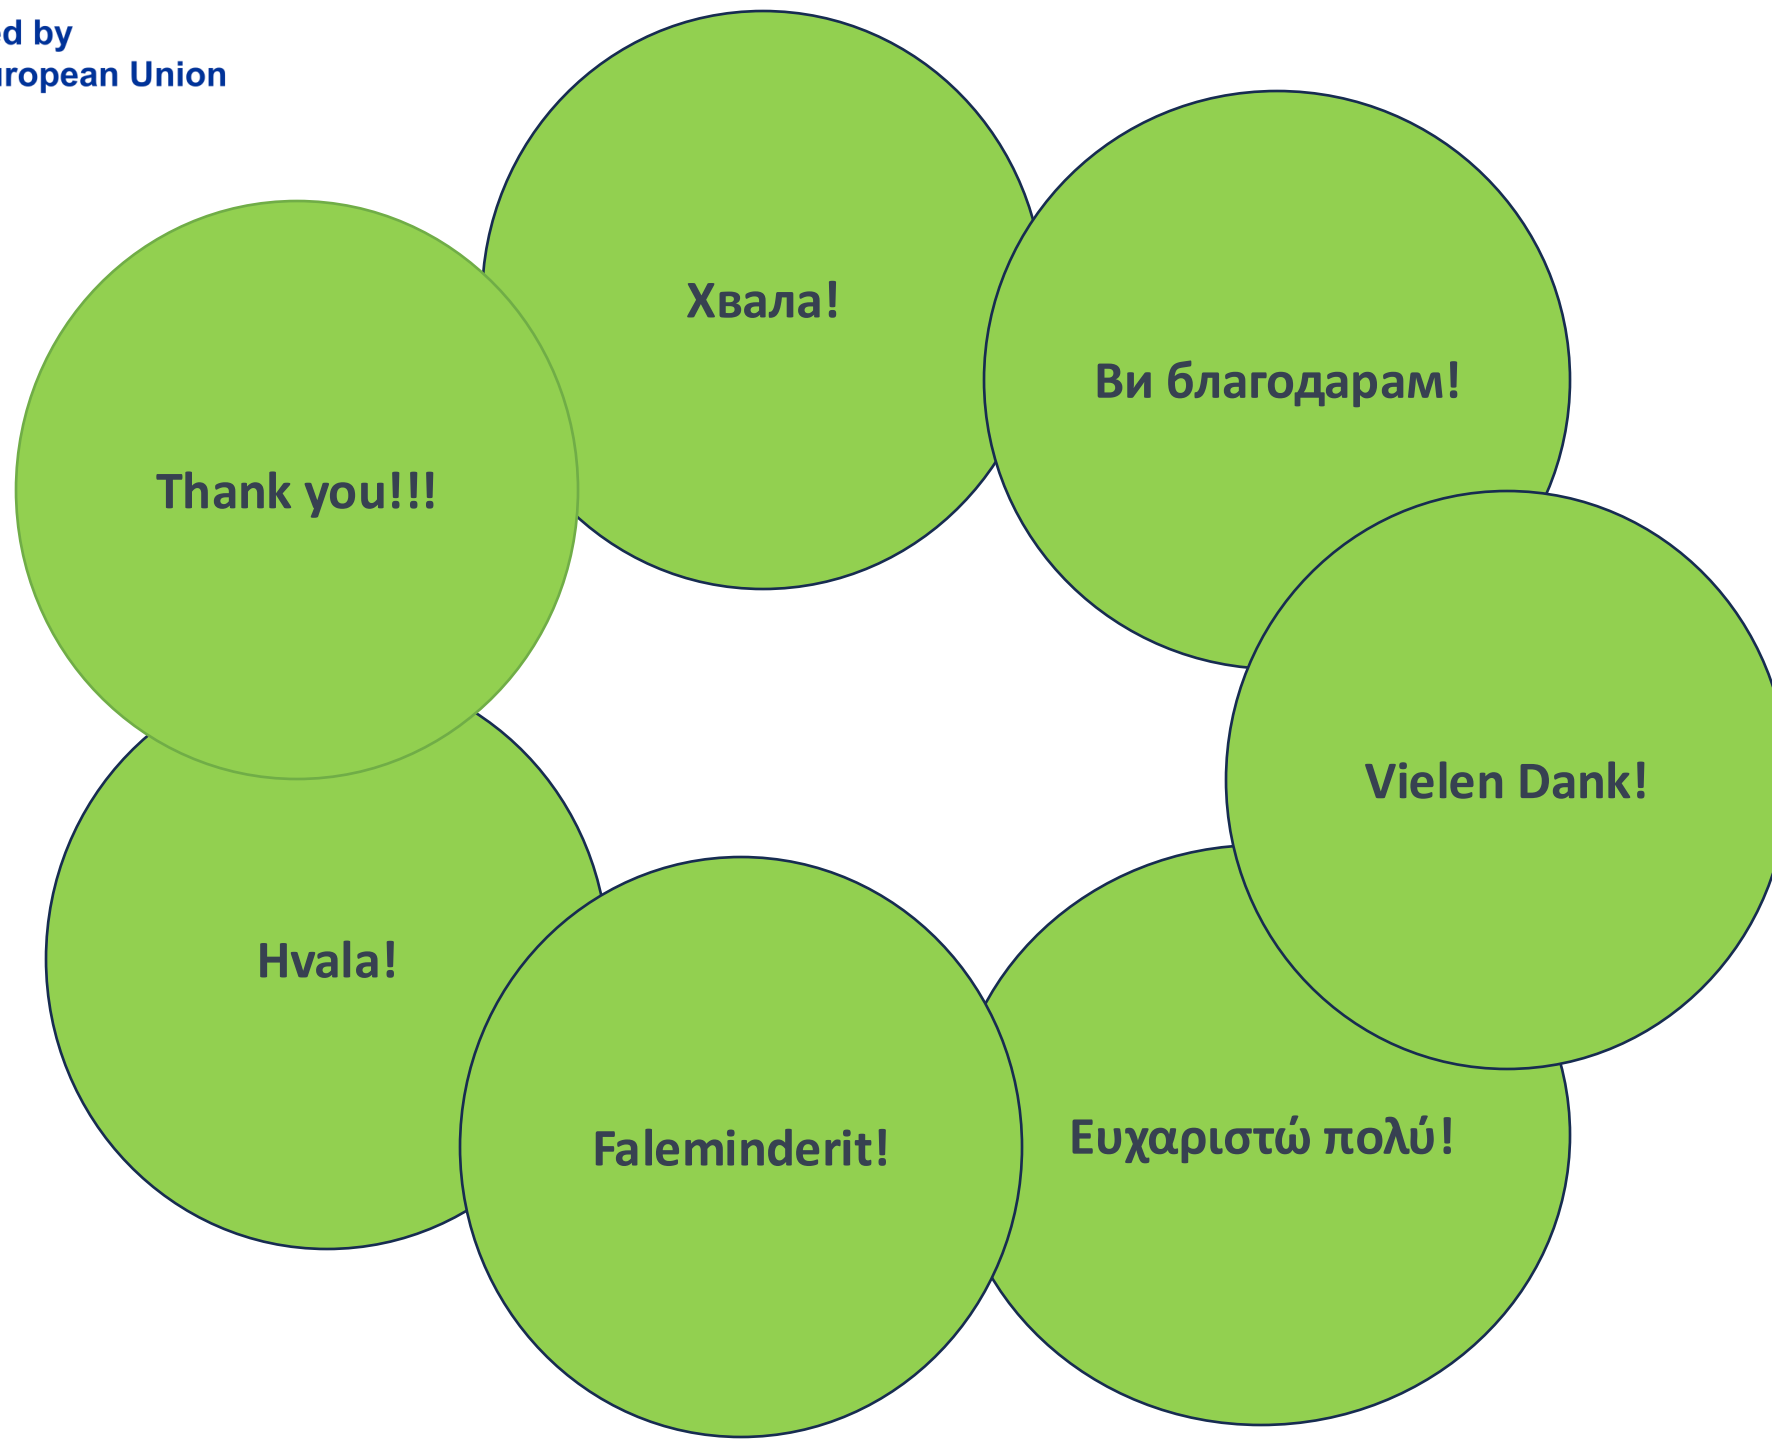 ed by
uropean Union
Хвала!
Ви благодарам!
Thank you!!!
Vielen Dank!
Hvala!
Ευχαριστώ πολύ!
Faleminderit!